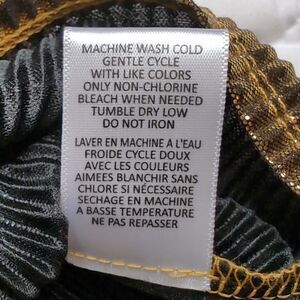 MACHINE WASH COLD
GENTLE CYCLE
WITH LIKE COLORS
ONLY NON-CHLORINE
BLEACH WHEN NEEDED
TUMBLE DRY LOW
DO NOT IRON
LAVER EN MACHINE A L'EAU
FROIDE CYCLE DOUX
AVEC LES COULEURS
AIMEES BLANCHIR SANS
CHLORE SI NÉCESSAIRE
SECHAGE EN MACHINE
A BASSE TEMPERATURE
NE PAS REPASSER